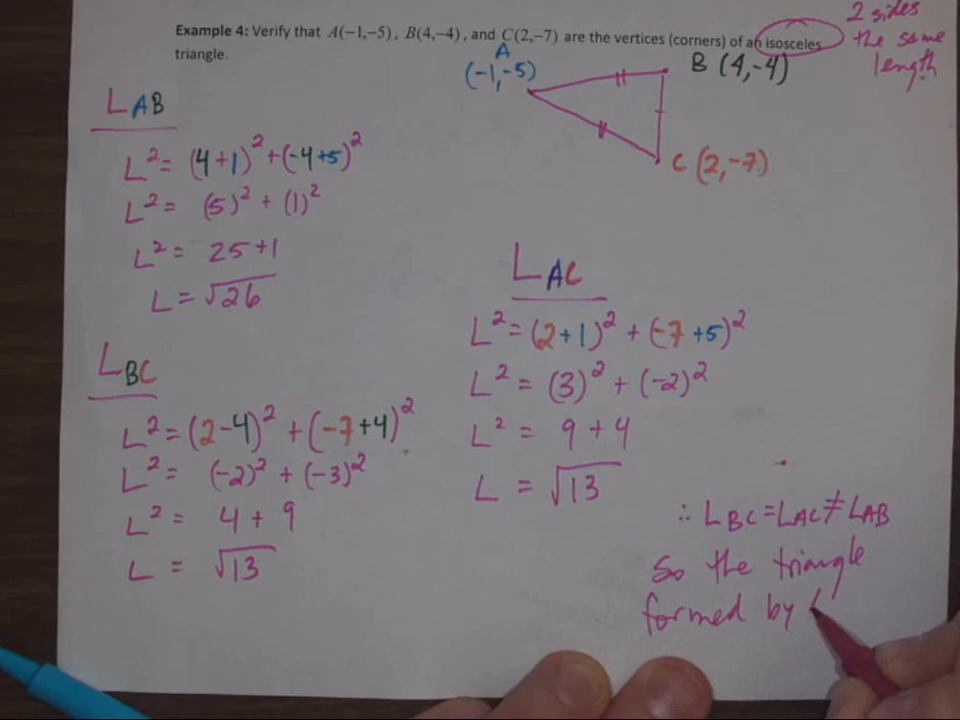 Example 4: Verify that A(−1,−5), B(4,−4), and C(2,−7) are the vertices (corners) of an isosceles
triangle.
2 sides
the same
length
A
(-1,-5)
B (4,-4)
C (2,-7)
L AB
L² = (4+1)² + (-4+5)²
L² = (5)² + (1)²
L² = 25+1
L = √26
L BC
L² = (2-4)² + (-7+4)²
L² = (-2)² + (-3)²
L² = 4 + 9
L = √13
L AC
L² = (2+1)² + (-7+5)²
L² = (3)² + (-2)²
L² = 9 + 4
L = √13
∴ LBC = LAC ≠ LAB
So the triangle
formed by